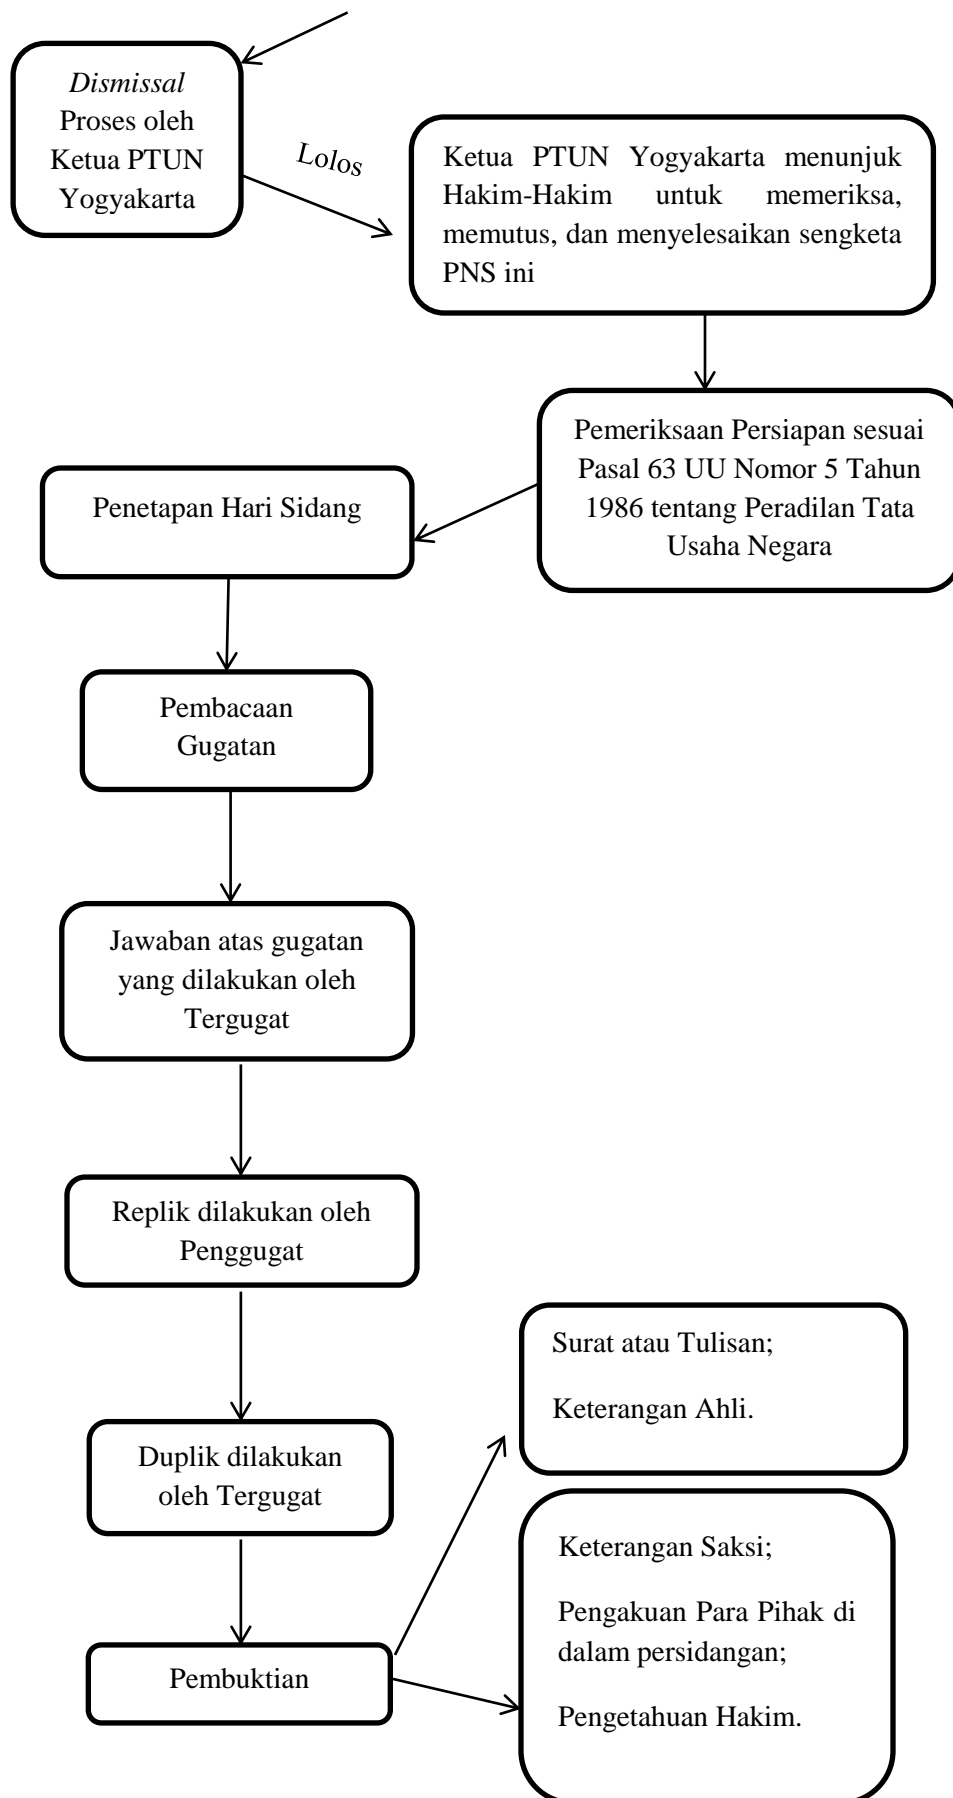 Dismissal
Proses oleh
Ketua PTUN
Yogyakarta
Lolos
Ketua PTUN Yogyakarta menunjuk
Hakim-Hakim untuk memeriksa,
memutus, dan menyelesaikan sengketa
PNS ini
Pemeriksaan Persiapan sesuai
Pasal 63 UU Nomor 5 Tahun
1986 tentang Peradilan Tata
Usaha Negara
Penetapan Hari Sidang
Pembacaan
Gugatan
Jawaban atas gugatan
yang dilakukan oleh
Tergugat
Replik dilakukan oleh
Penggugat
Duplik dilakukan
oleh Tergugat
Pembuktian
Surat atau Tulisan;
Keterangan Ahli.
Keterangan Saksi;
Pengakuan Para Pihak di
dalam persidangan;
Pengetahuan Hakim.